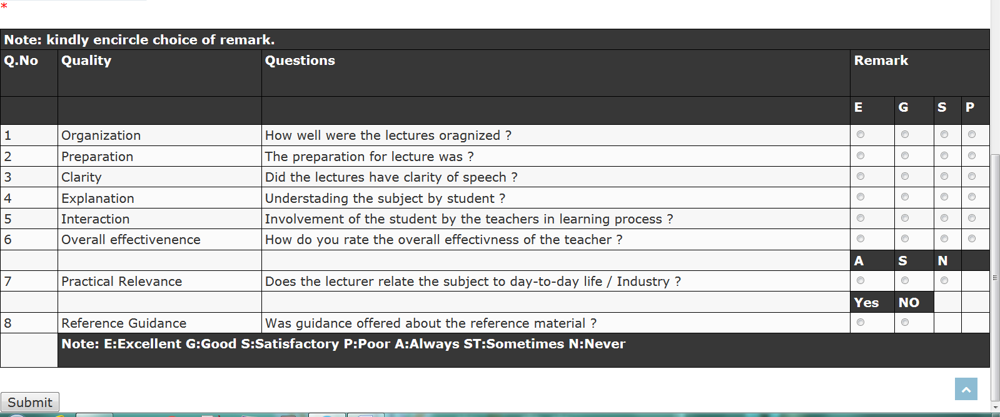 *
Note: kindly encircle choice of remark.
Q.No Quality Questions Remark
E G S P
1 Organization How well were the lectures oragnized ?
2 Preparation The preparation for lecture was ?
3 Clarity Did the lectures have clarity of speech ?
4 Explanation Understading the subject by student ?
5 Interaction Involvement of the student by the teachers in learning process ?
6 Overall effectivenence How do you rate the overall effectivness of the teacher ?
A S N
7 Practical Relevance Does the lecturer relate the subject to day-to-day life / Industry ?
Yes NO
8 Reference Guidance Was guidance offered about the reference material ?
Note: E:Excellent G:Good S:Satisfactory P:Poor A:Always ST:Sometimes N:Never
Submit